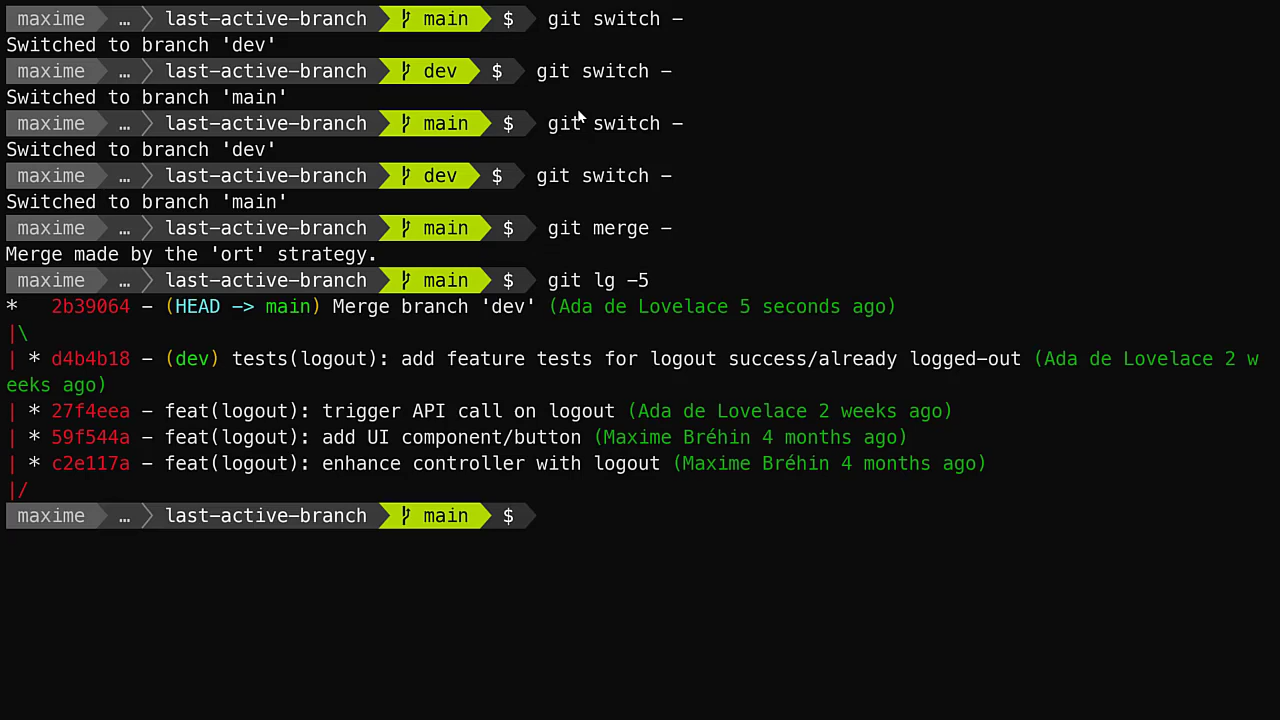 maxime … last-active-branch main $ git switch -
Switched to branch 'dev'
maxime … last-active-branch dev $ git switch -
Switched to branch 'main'
maxime … last-active-branch main $ git switch -
Switched to branch 'dev'
maxime … last-active-branch dev $ git switch -
Switched to branch 'main'
maxime … last-active-branch main $ git merge -
Merge made by the 'ort' strategy.
maxime … last-active-branch main $ git lg -5
*   2b39064 - (HEAD -> main) Merge branch 'dev' (Ada de Lovelace 5 seconds ago)
|\
| * d4b4b18 - (dev) tests(logout): add feature tests for logout success/already logged-out (Ada de Lovelace 2 w
eeks ago)
| * 27f4eea - feat(logout): trigger API call on logout (Ada de Lovelace 2 weeks ago)
| * 59f544a - feat(logout): add UI component/button (Maxime Bréhin 4 months ago)
| * c2e117a - feat(logout): enhance controller with logout (Maxime Bréhin 4 months ago)
|/
maxime … last-active-branch main $